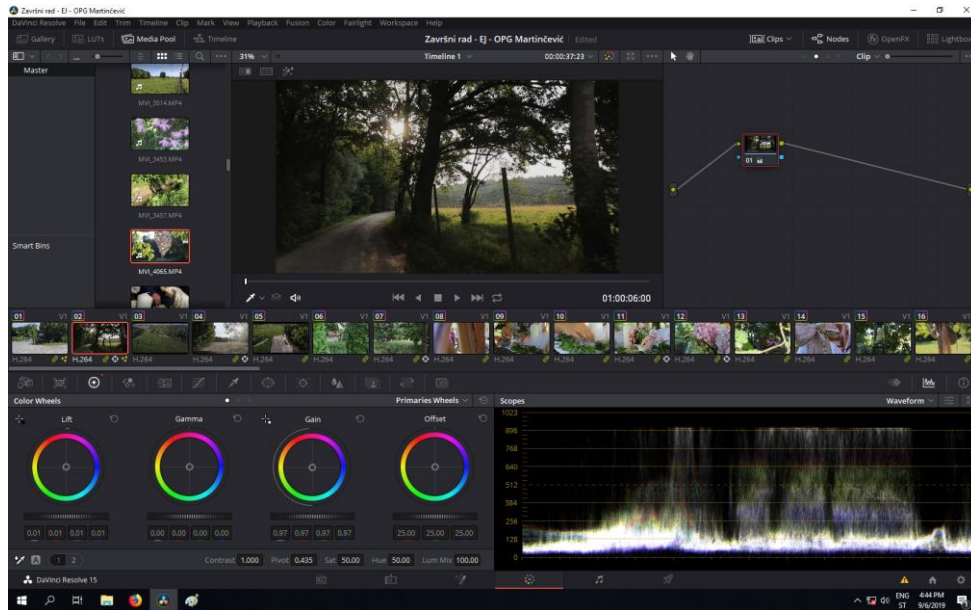 Završni rad - EJ - OPG Martinčević
DaVinci Resolve File Edit Trim Timeline Clip Mark View Playback Fusion Color Fairlight Workspace Help
Gallery LUTs Media Pool Timeline Završni rad - EJ - OPG Martinčević Edited Clips Nodes OpenFX Lightbox
... 31% Timeline 1 00:00:37:23 ... Clip
Master
MVI_3514.MP4
MVI_3453.MP4
MVI_3457.MP4
Smart Bins
MVI_4065.MP4
01:00:06:00
01 V1 02 V1 03 V1 04 V1 05 V1 06 V1 07 V1 08 V1 09 V1 10 V1 11 V1 12 V1 13 V1 14 V1 15 V1 16 V1
H.264 H.264 H.264 H.264 H.264 H.264 H.264 H.264 H.264 H.264 H.264 H.264 H.264 H.264 H.264 H.264
Color Wheels Primaries Wheels Scopes Waveform
Lift Gamma Gain Offset
1023
896
768
640
512
384
256
128
0
0.01 0.01 0.01 0.01 0.00 0.00 0.00 0.00 0.97 0.97 0.97 0.97 25.00 25.00 25.00
A 1 2 Contrast 1.000 Pivot 0.435 Sat 50.00 Hue 50.00 Lum Mix 100.00
DaVinci Resolve 15
ENG 4:44 PM
ST 9/6/2019